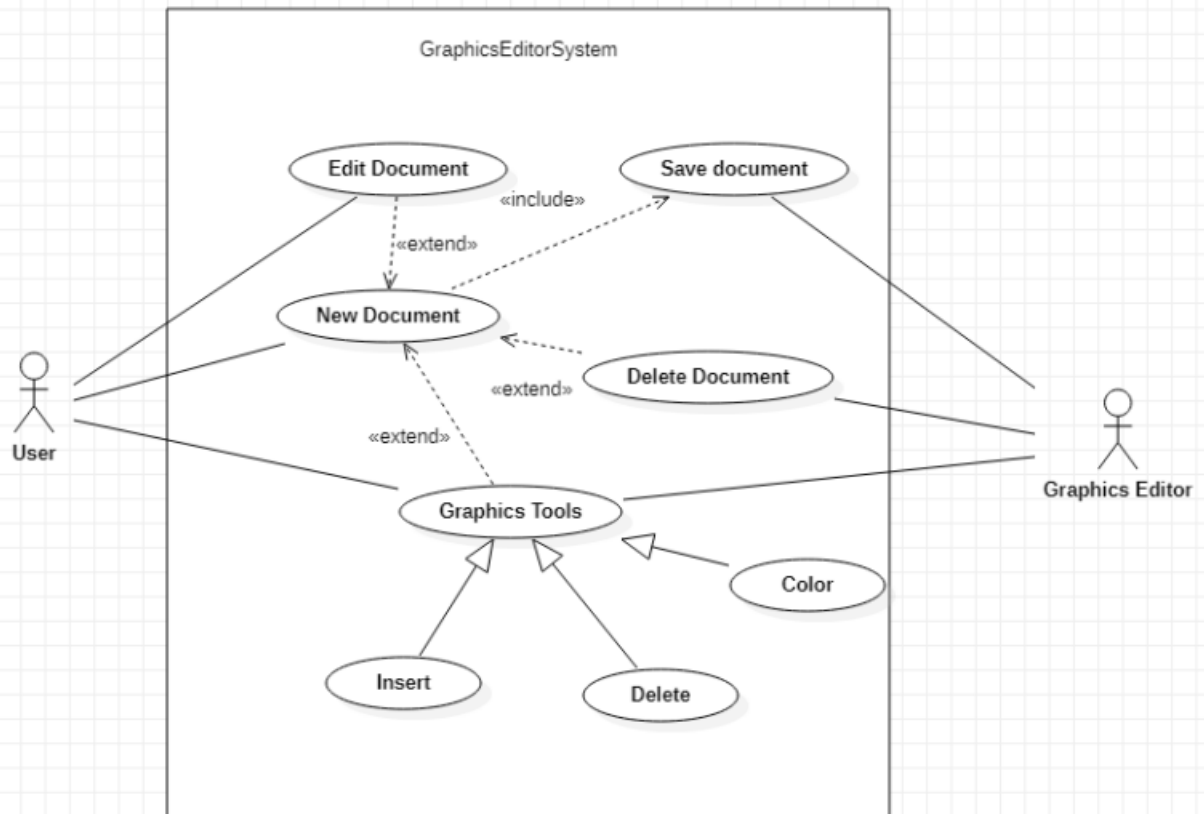 GraphicsEditorSystem
Edit Document
Save document
«include»
«extend»
New Document
Delete Document
«extend»
«extend»
User
Graphics Editor
Graphics Tools
Color
Insert
Delete